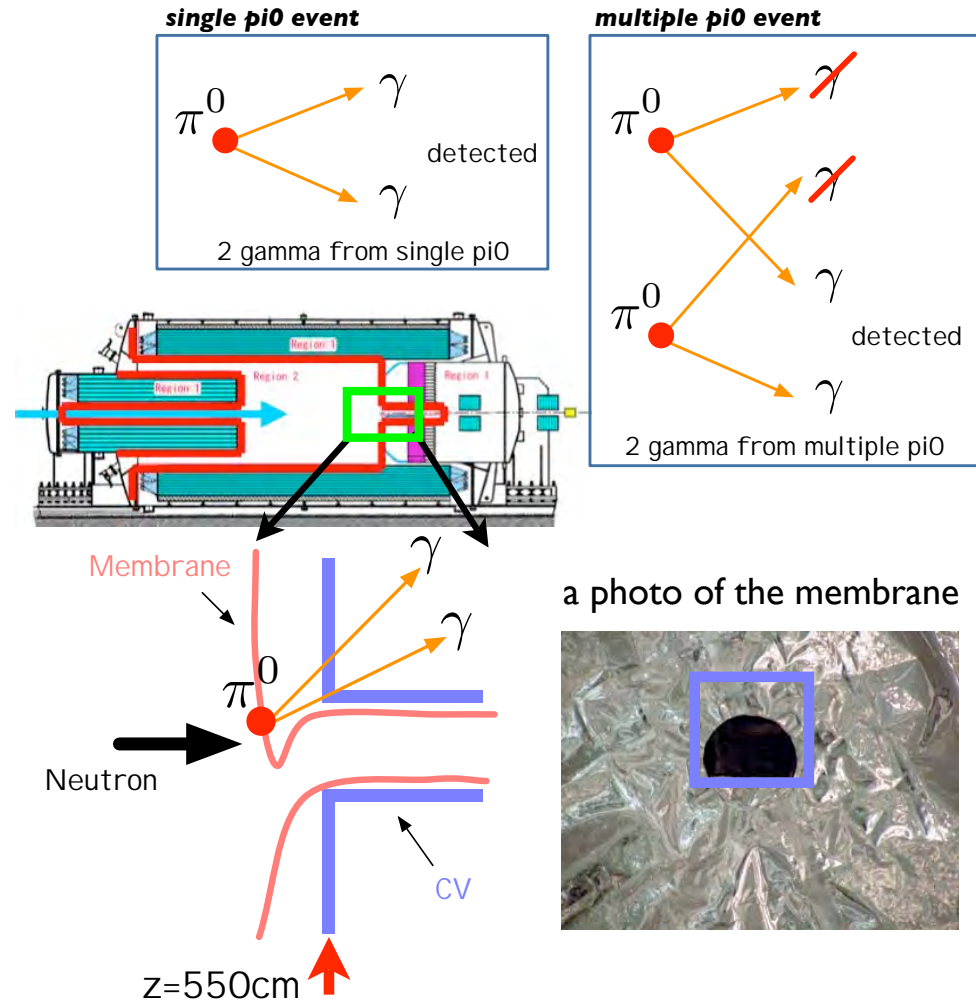 single pi0 event
multiple pi0 event
π⁰
γ
γ
detected
2 gamma from single pi0
π⁰
π⁰
γ
γ
γ
γ
detected
2 gamma from multiple pi0
Region 1
Region 2
Region 1
Region 1
Membrane
π⁰
γ
γ
Neutron
CV
z=550cm
a photo of the membrane